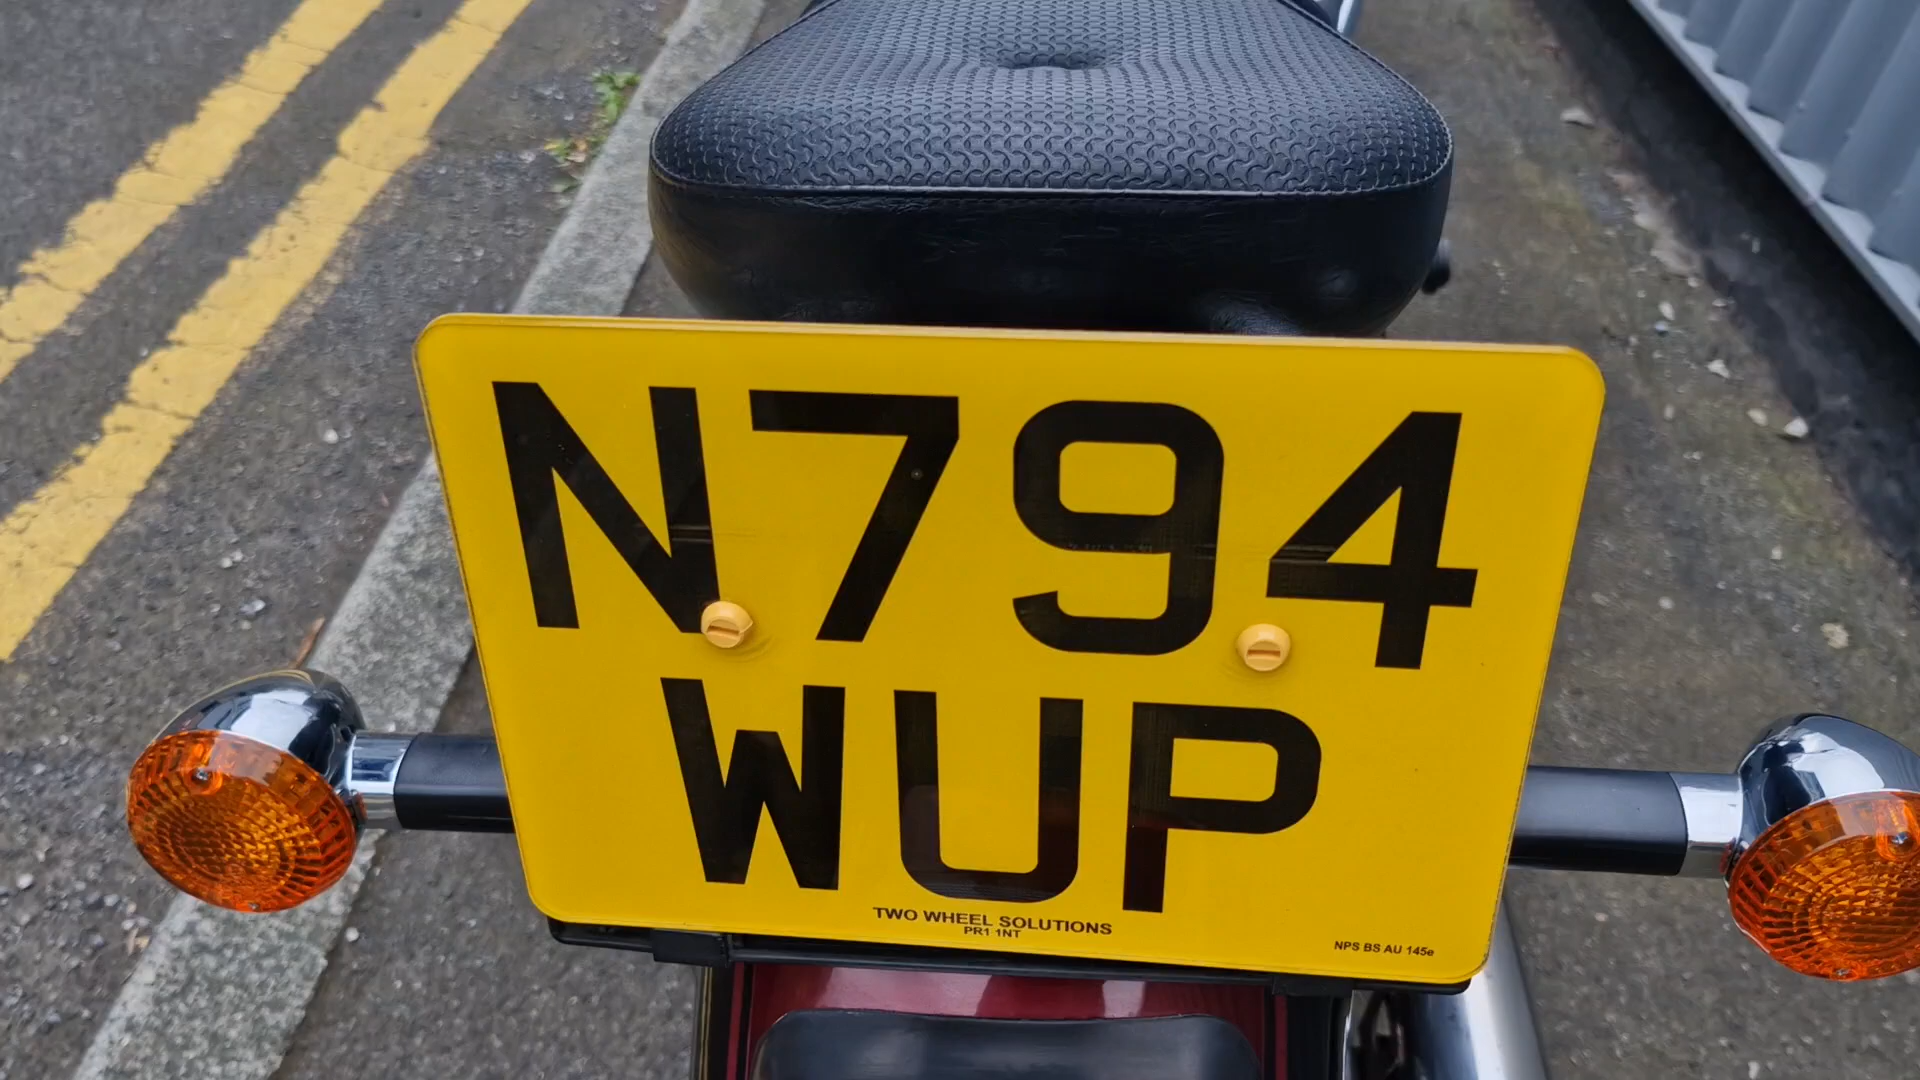 N794
WUP
TWO WHEEL SOLUTIONS
PR1 1NT
NPS BS AU 145e